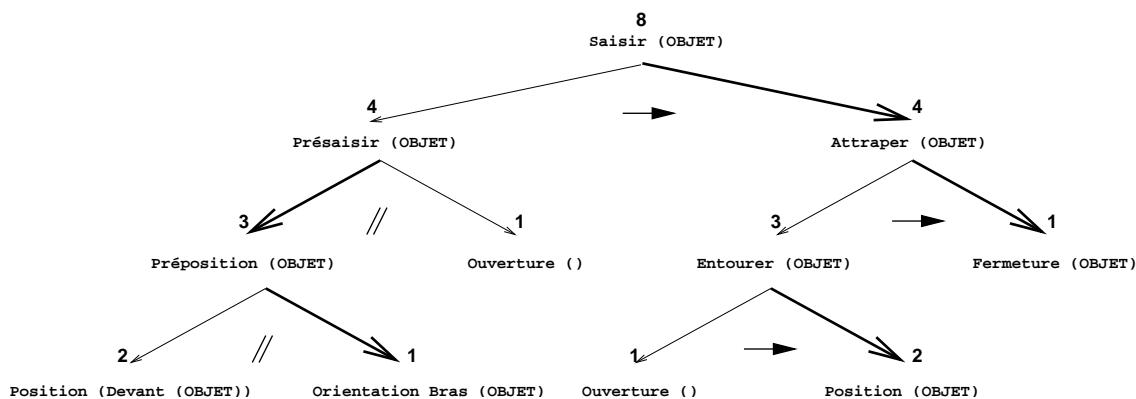 8
Saisir (OBJET)
4 4
Présaisir (OBJET) Attraper (OBJET)
3 // 1 3 1
Préposition (OBJET) Ouverture () Entourer (OBJET) Fermeture (OBJET)
2 // 1 1 2
Position (Devant (OBJET)) Orientation Bras (OBJET) Ouverture () Position (OBJET)